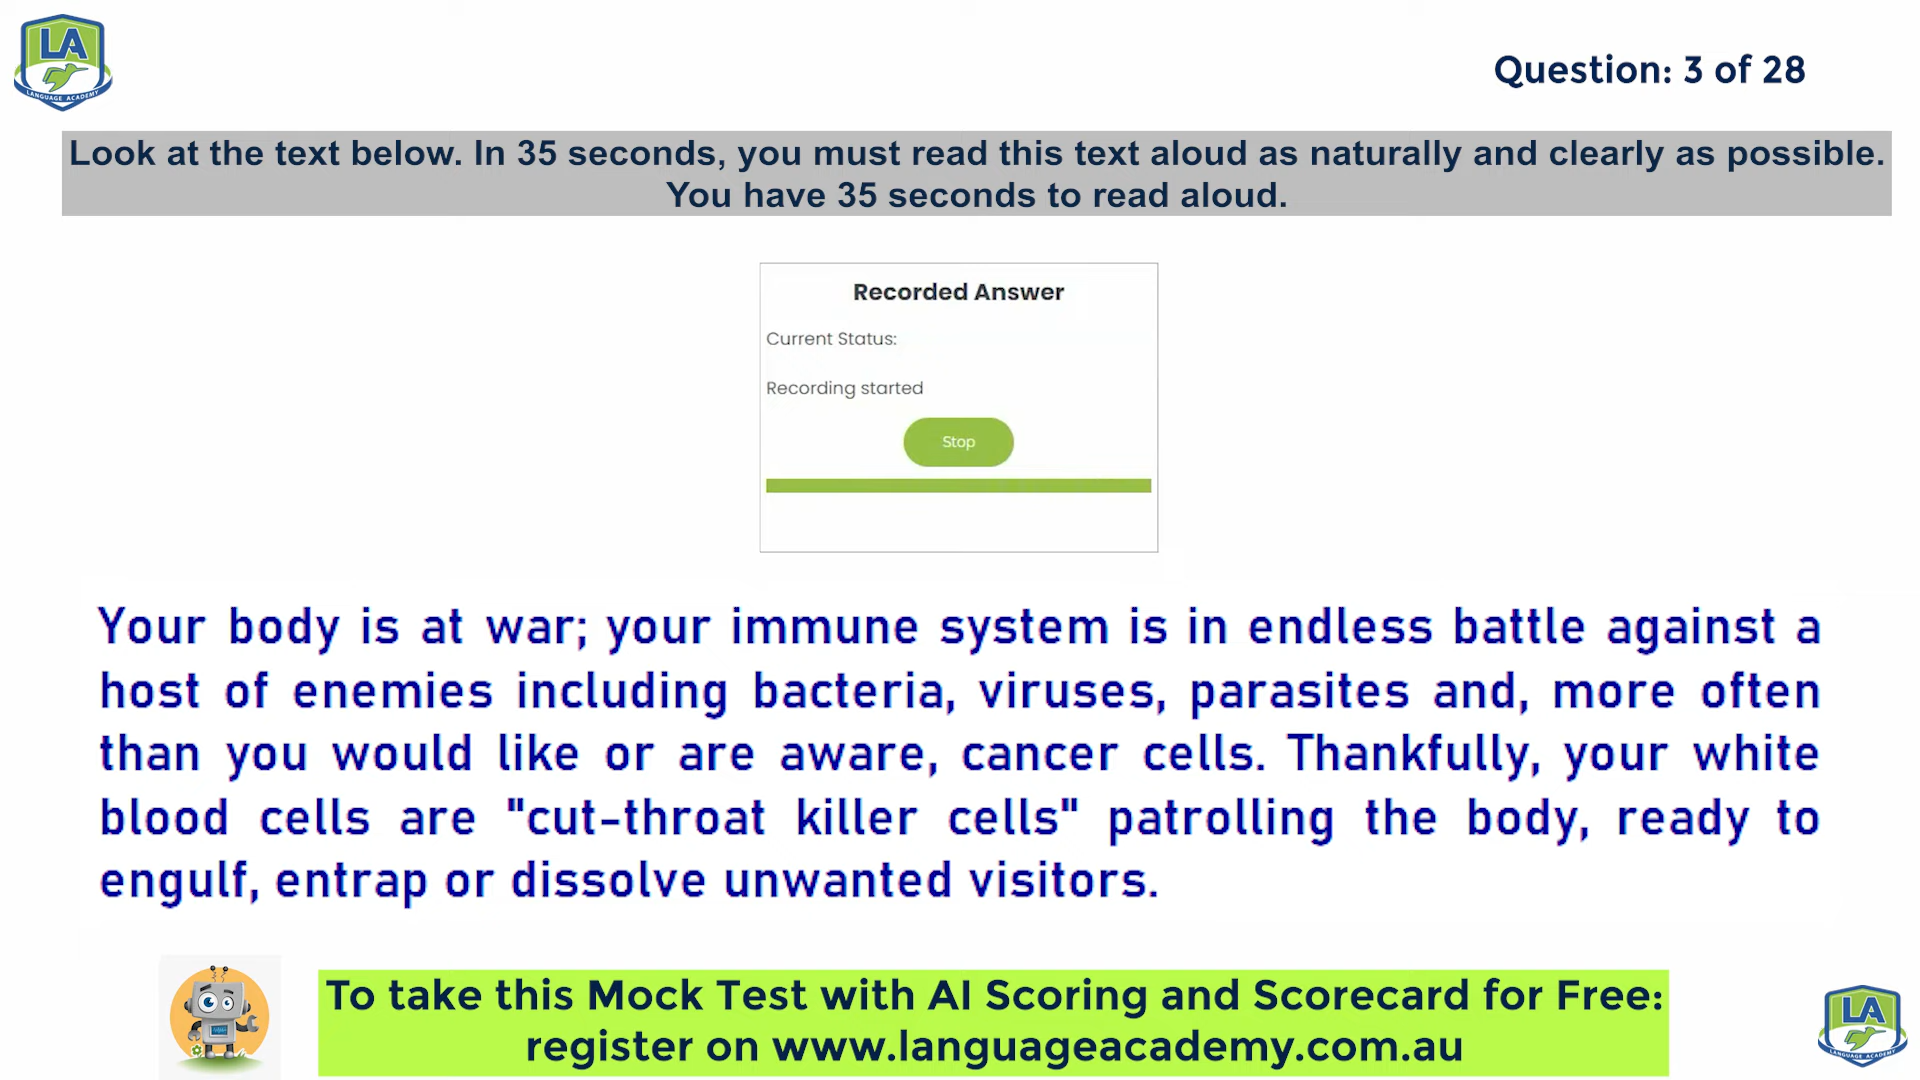 LA
LANGUAGE ACADEMY
Question: 3 of 28
Look at the text below. In 35 seconds, you must read this text aloud as naturally and clearly as possible.
You have 35 seconds to read aloud.
Recorded Answer
Current Status:
Recording started
Stop
Your body is at war; your immune system is in endless battle against a
host of enemies including bacteria, viruses, parasites and, more often
than you would like or are aware, cancer cells. Thankfully, your white
blood cells are "cut-throat killer cells" patrolling the body, ready to
engulf, entrap or dissolve unwanted visitors.
To take this Mock Test with AI Scoring and Scorecard for Free:
register on www.languageacademy.com.au
LA
LANGUAGE ACADEMY